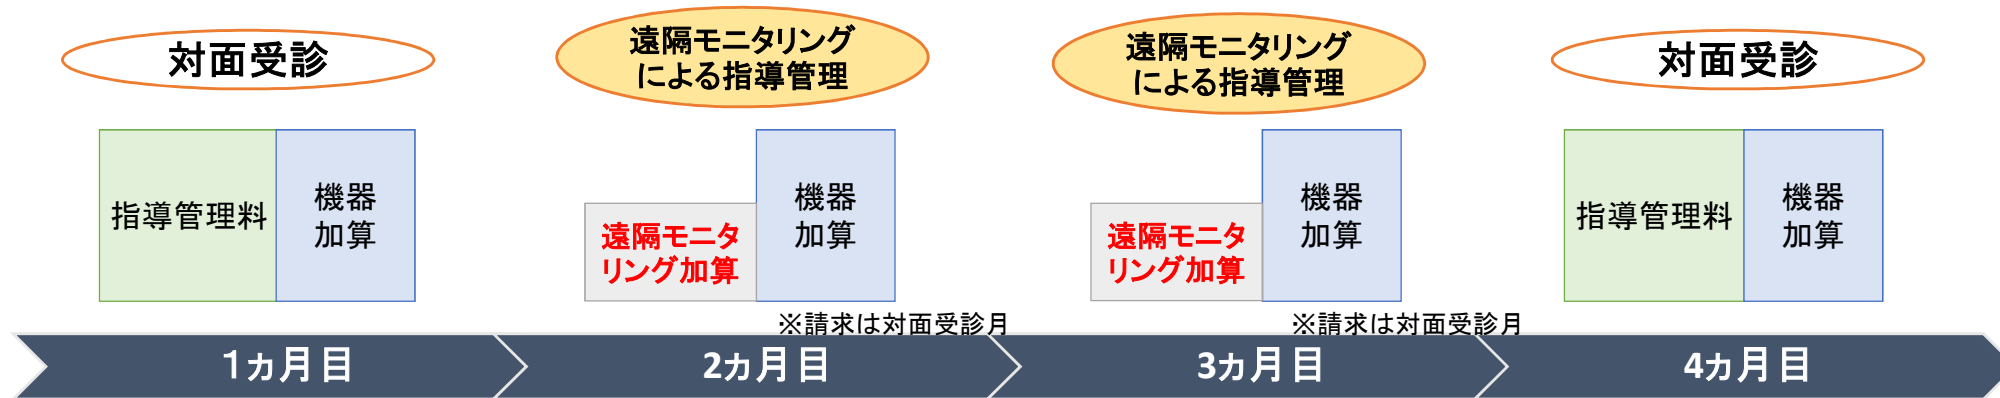 対面受診
遠隔モニタリング
による指導管理
遠隔モニタリング
による指導管理
対面受診
指導管理料
機器
加算
遠隔モニタ
リング加算
機器
加算
遠隔モニタ
リング加算
機器
加算
指導管理料
機器
加算
※請求は対面受診月
※請求は対面受診月
1ヵ月目
2ヵ月目
3ヵ月目
4ヵ月目